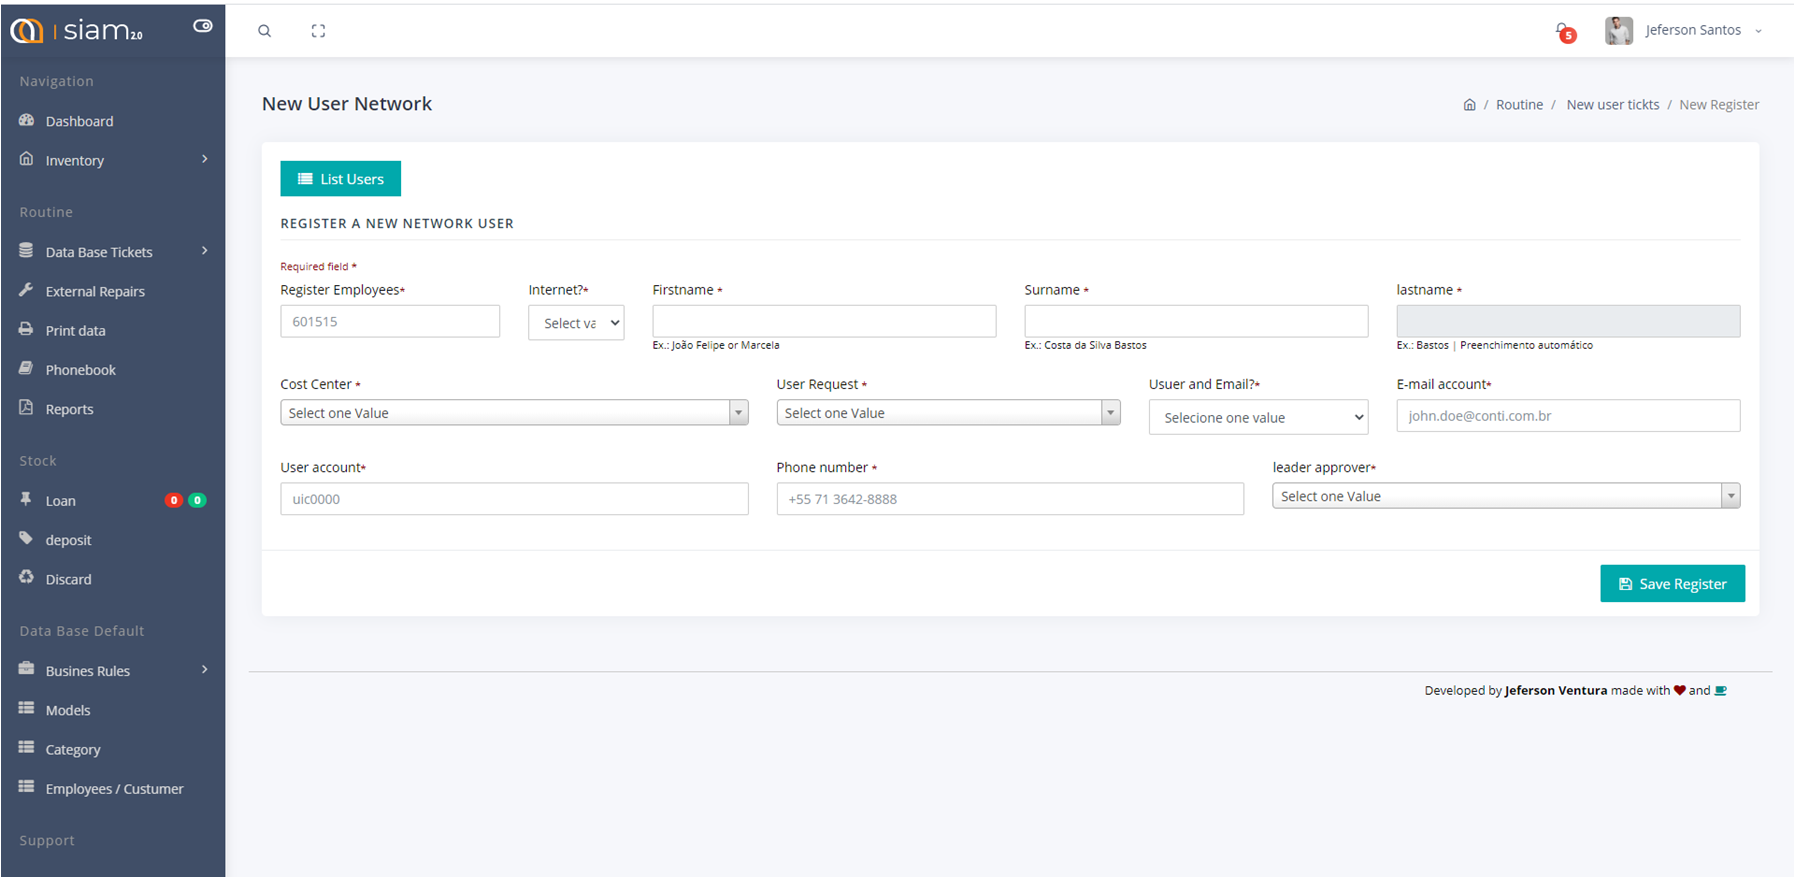 siam2.0
Jeferson Santos
5
Navigation
Dashboard
Inventory
Routine
Data Base Tickets
External Repairs
Print data
Phonebook
Reports
Stock
Loan 0 0
deposit
Discard
Data Base Default
Busines Rules
Models
Category
Employees / Custumer
Support
New User Network
/ Routine / New user tickts / New Register
List Users
REGISTER A NEW NETWORK USER
Required field *
Register Employees* Internet?* Firstname * Surname * lastname *
601515 Select va
Ex.: João Felipe or Marcela Ex.: Costa da Silva Bastos Ex.: Bastos | Preenchimento automático
Cost Center * User Request * Usuer and Email?* E-mail account*
Select one Value Select one Value Selecione one value john.doe@conti.com.br
User account* Phone number * leader approver*
uic0000 +55 71 3642-8888 Select one Value
Save Register
Developed by Jeferson Ventura made with and